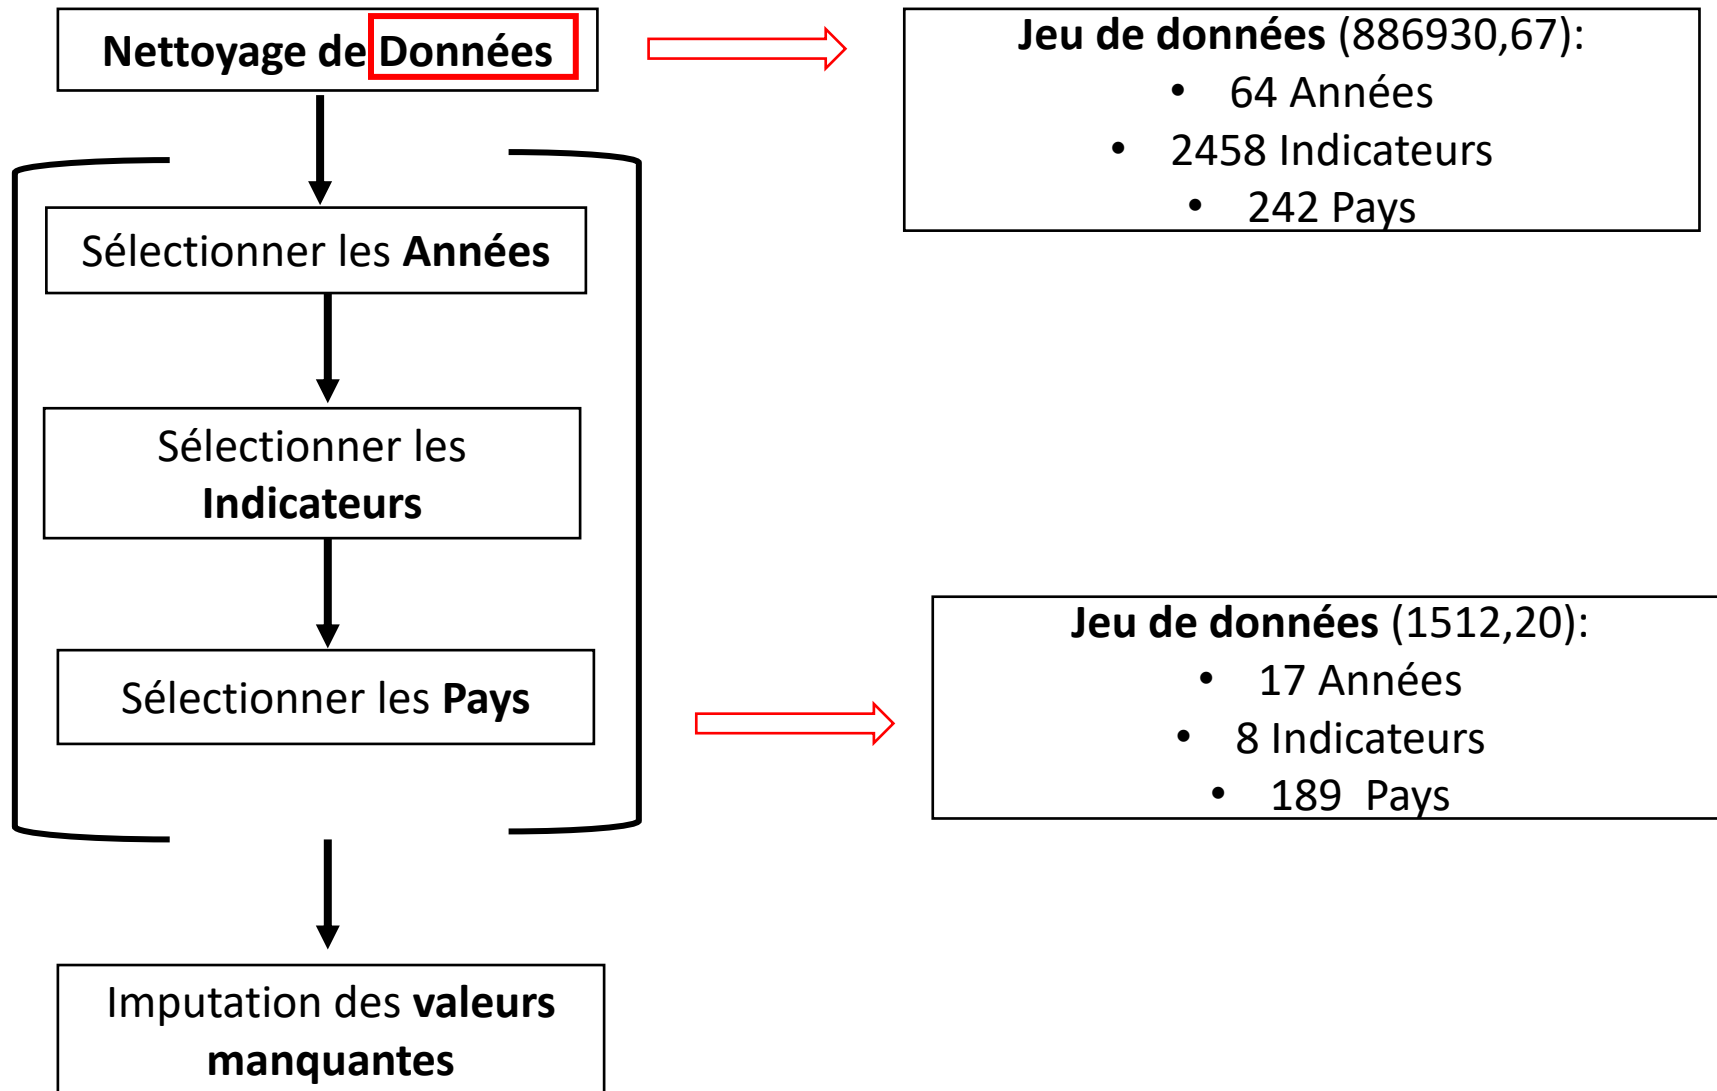 Nettoyage de Données
Jeu de données (886930,67):
• 64 Années
• 2458 Indicateurs
• 242 Pays
Sélectionner les Années
Sélectionner les
Indicateurs
Sélectionner les Pays
Jeu de données (1512,20):
• 17 Années
• 8 Indicateurs
• 189 Pays
Imputation des valeurs
manquantes